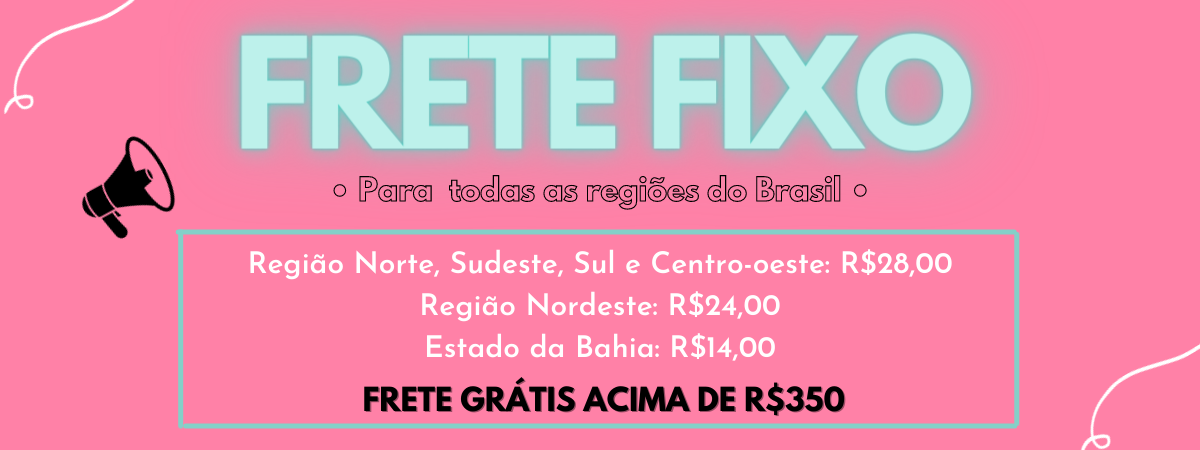 FRETE FIXO
• Para todas as regiões do Brasil •
Região Norte, Sudeste, Sul e Centro-oeste: R$28,00
Região Nordeste: R$24,00
Estado da Bahia: R$14,00
FRETE GRÁTIS ACIMA DE R$350